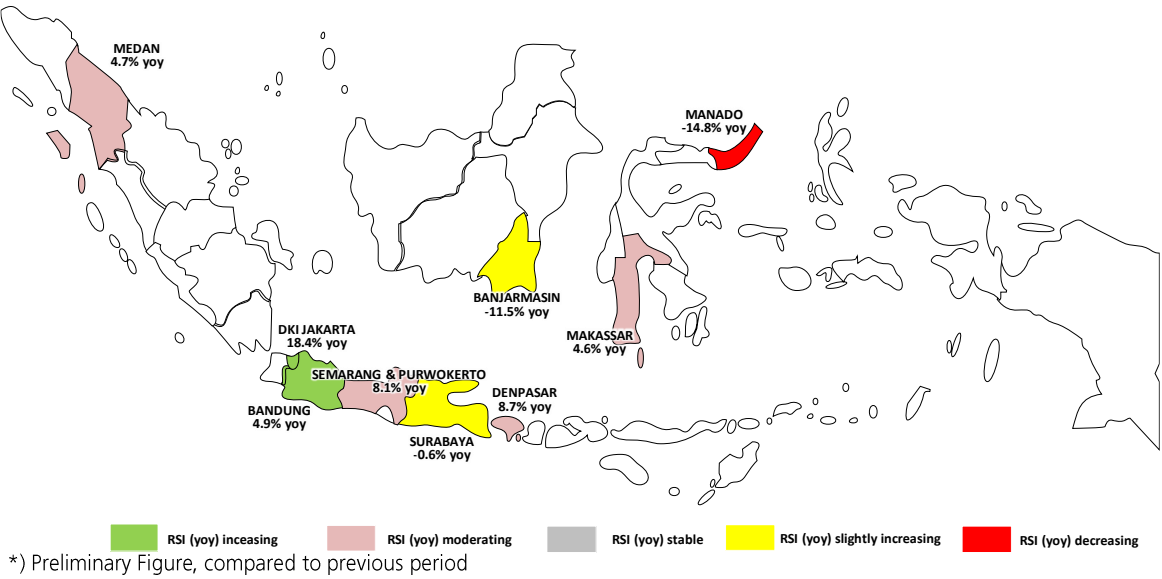 MEDAN
4.7% yoy
MANADO
-14.8% yoy
BANJARMASIN
-11.5% yoy
MAKASSAR
4.6% yoy
DKI JAKARTA
18.4% yoy
SEMARANG & PURWOKERTO
8.1% yoy
DENPASAR
8.7% yoy
BANDUNG
4.9% yoy
SURABAYA
-0.6% yoy
RSI (yoy) inceasing
RSI (yoy) moderating
RSI (yoy) stable
RSI (yoy) slightly increasing
RSI (yoy) decreasing
*) Preliminary Figure, compared to previous period